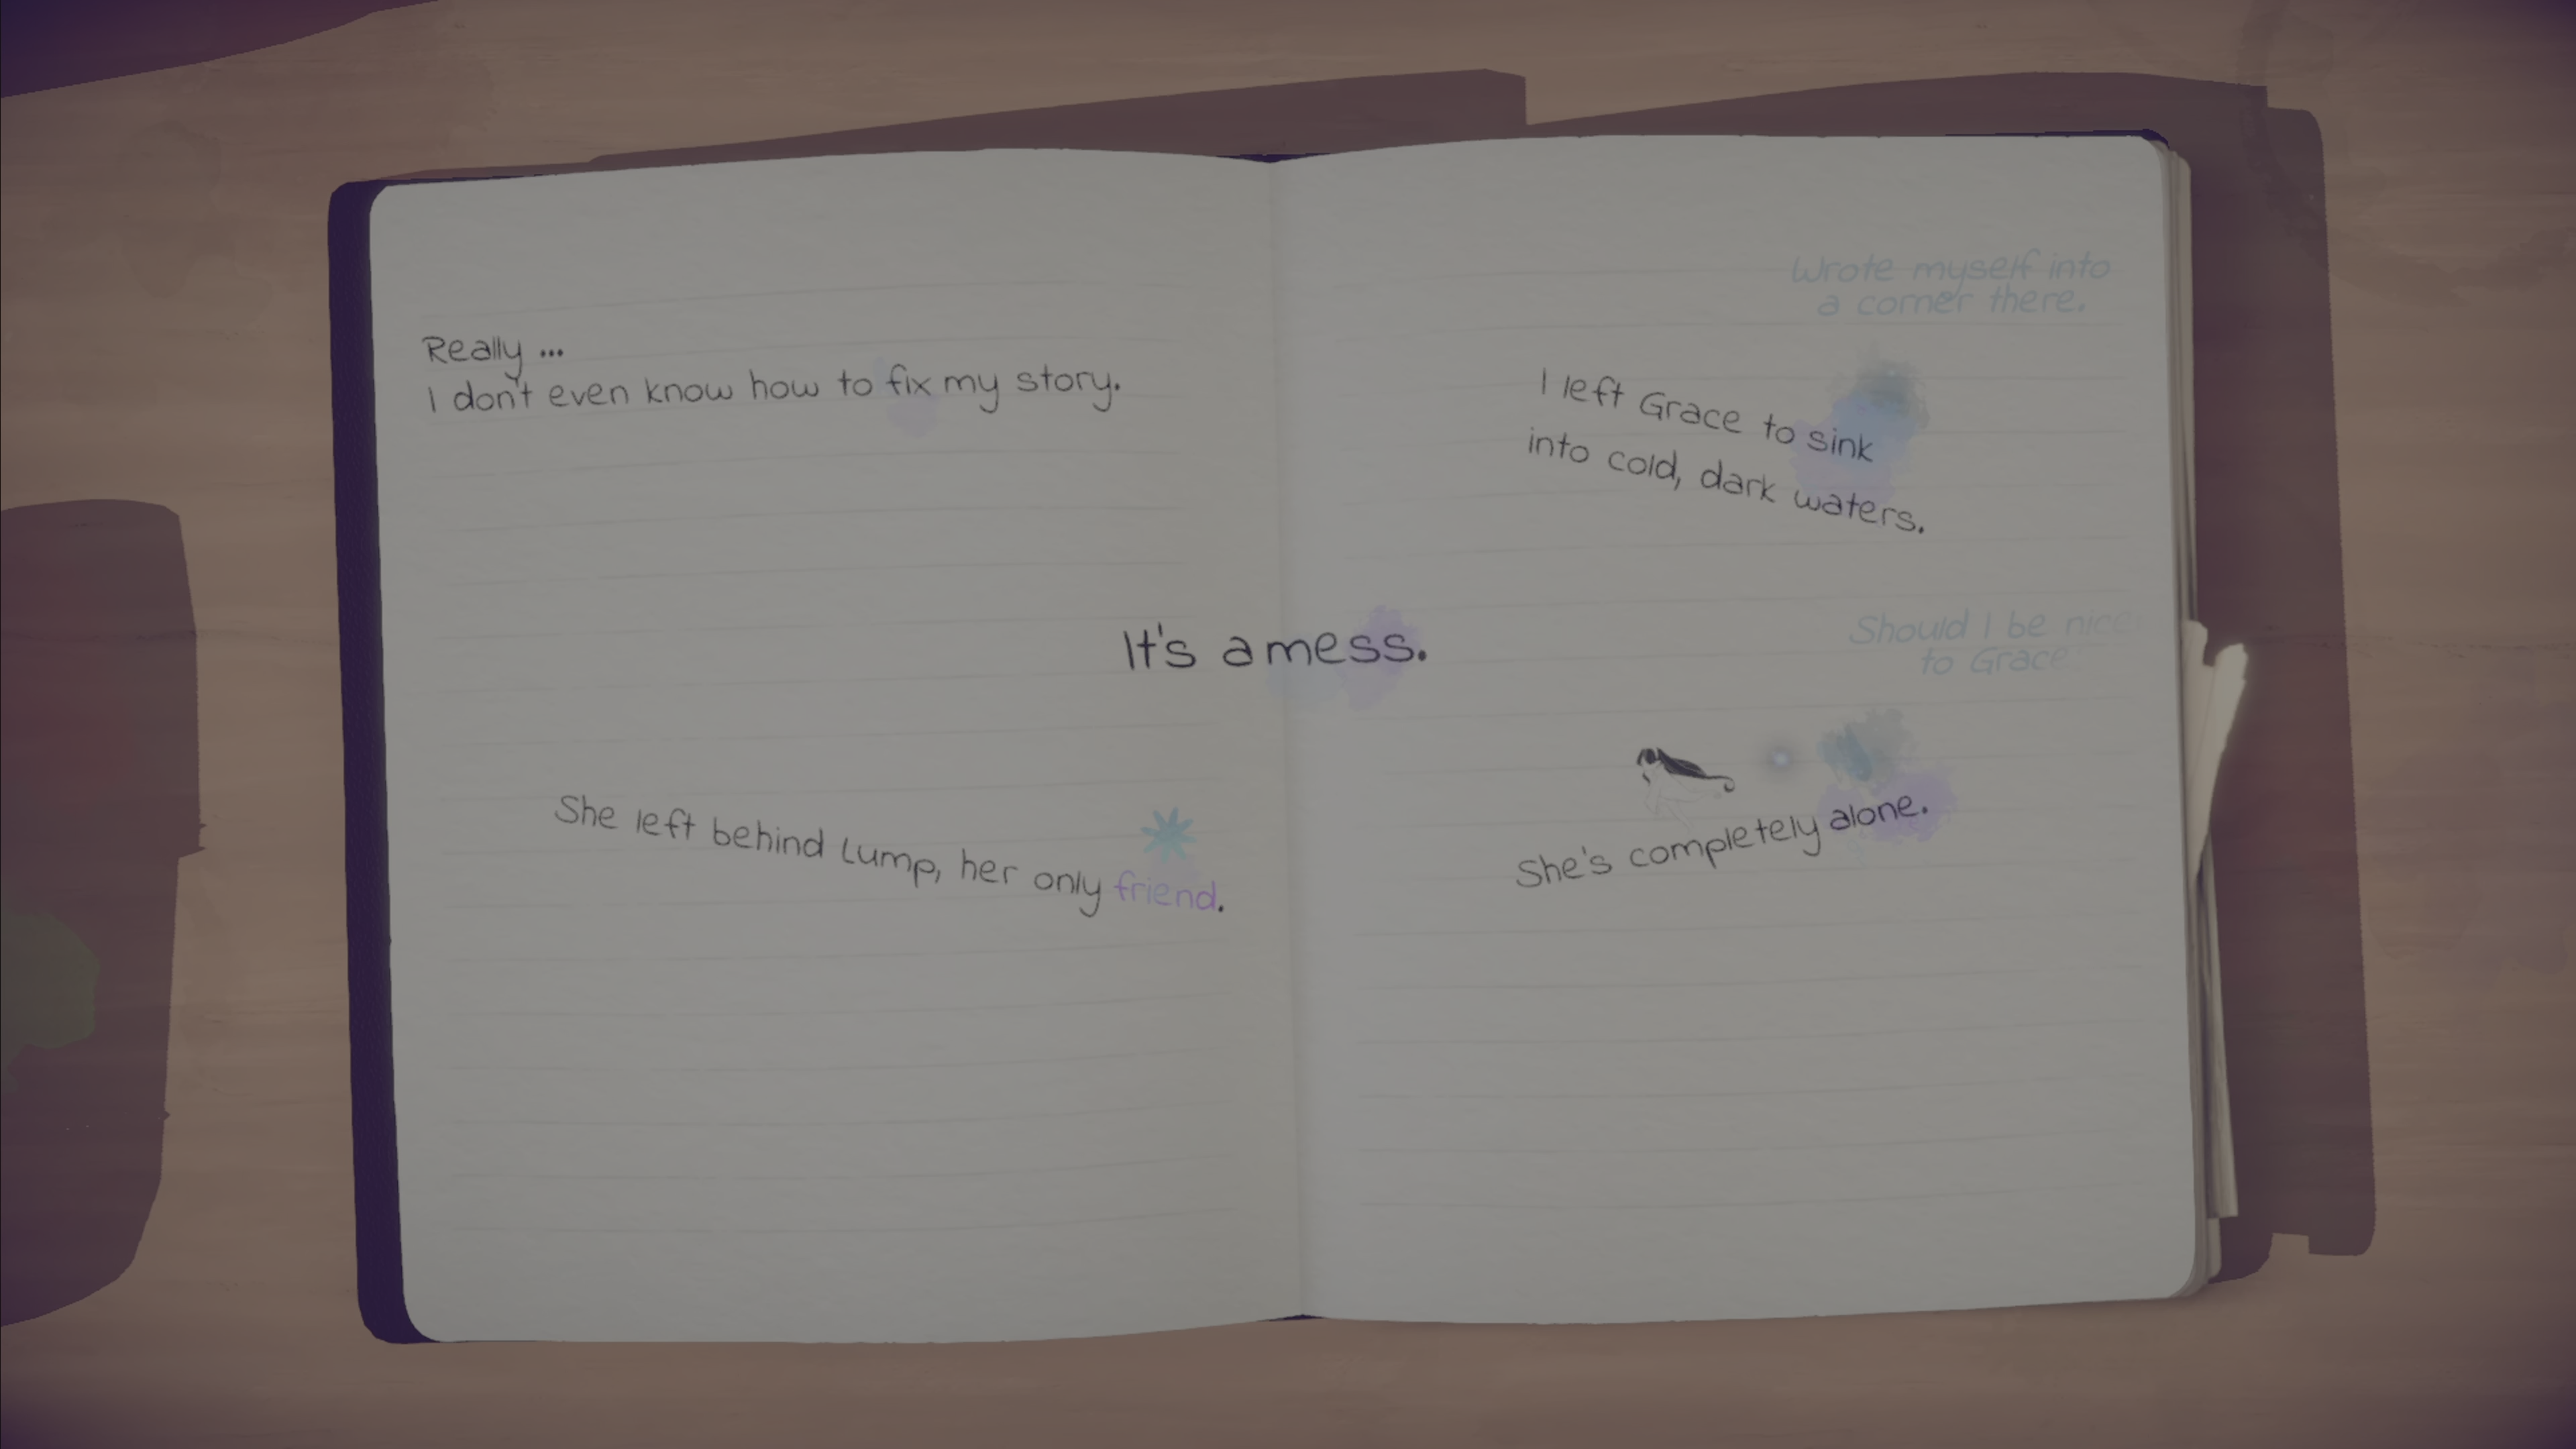 Really ...
I don't even know how to fix my story.
It's a mess.
She left behind Lump, her only friend.
Wrote myself into
a corner there.
I left Grace to sink
into cold, dark waters.
Should I be nice
to Grace
She's completely alone.